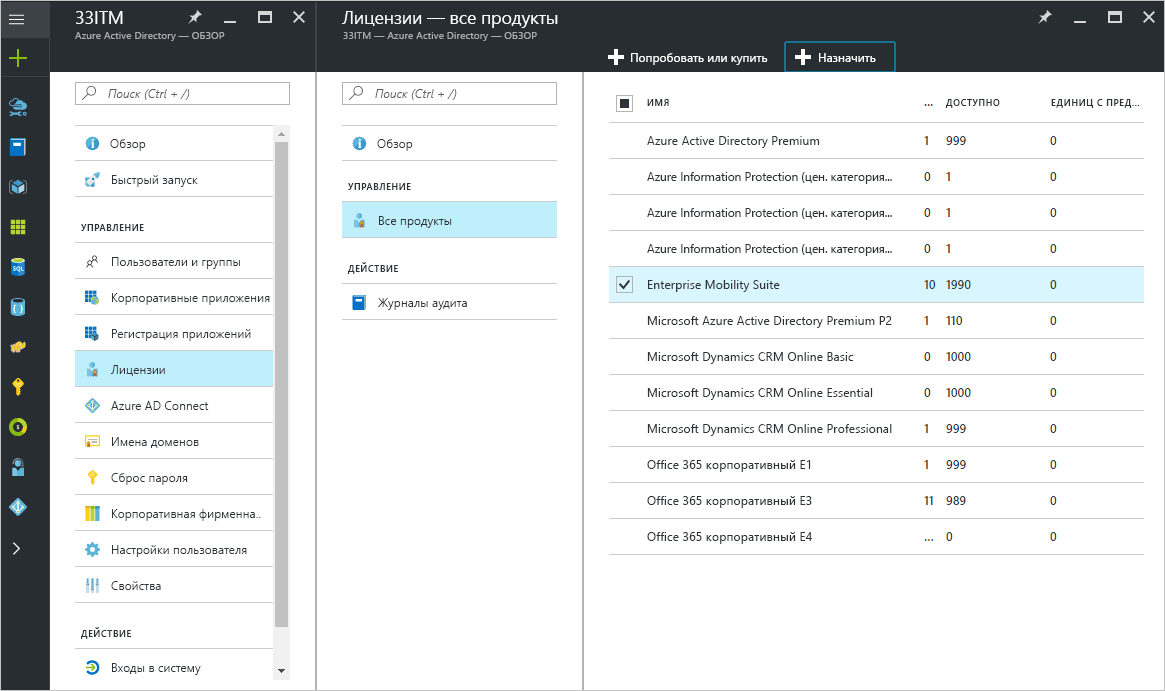 33ITM
Azure Active Directory — ОБЗОР
Поиск (Ctrl + /)
Обзор
Быстрый запуск
УПРАВЛЕНИЕ
Пользователи и группы
Корпоративные приложения
Регистрация приложений
Лицензии
Azure AD Connect
Имена доменов
Сброс пароля
Корпоративная фирменна..
Настройки пользователя
Свойства
ДЕЙСТВИЕ
Входы в систему
Лицензии — все продукты
33ITM — Azure Active Directory — ОБЗОР
Поиск (Ctrl + /)
Обзор
УПРАВЛЕНИЕ
Все продукты
ДЕЙСТВИЕ
Журналы аудита
Попробовать или купить Назначить
ИМЯ ... ДОСТУПНО ЕДИНИЦ С ПРЕД...
Azure Active Directory Premium 1 999 0
Azure Information Protection (цен. категория... 0 1 0
Azure Information Protection (цен. категория... 0 1 0
Azure Information Protection (цен. категория... 0 1 0
Enterprise Mobility Suite 10 1990 0
Microsoft Azure Active Directory Premium P2 1 110 0
Microsoft Dynamics CRM Online Basic 0 1000 0
Microsoft Dynamics CRM Online Essential 0 1000 0
Microsoft Dynamics CRM Online Professional 1 999 0
Office 365 корпоративный E1 1 999 0
Office 365 корпоративный E3 11 989 0
Office 365 корпоративный E4 ... 0 0